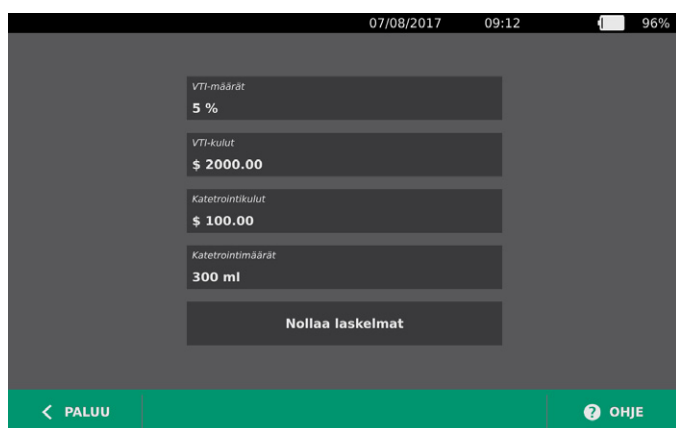 07/08/2017 09:12 96%
VTI-määrät
5 %
VTI-kulut
$ 2000.00
Katetrointikulut
$ 100.00
Katetrointimäärät
300 ml
Nollaa laskelmat
PALUU ? OHJE